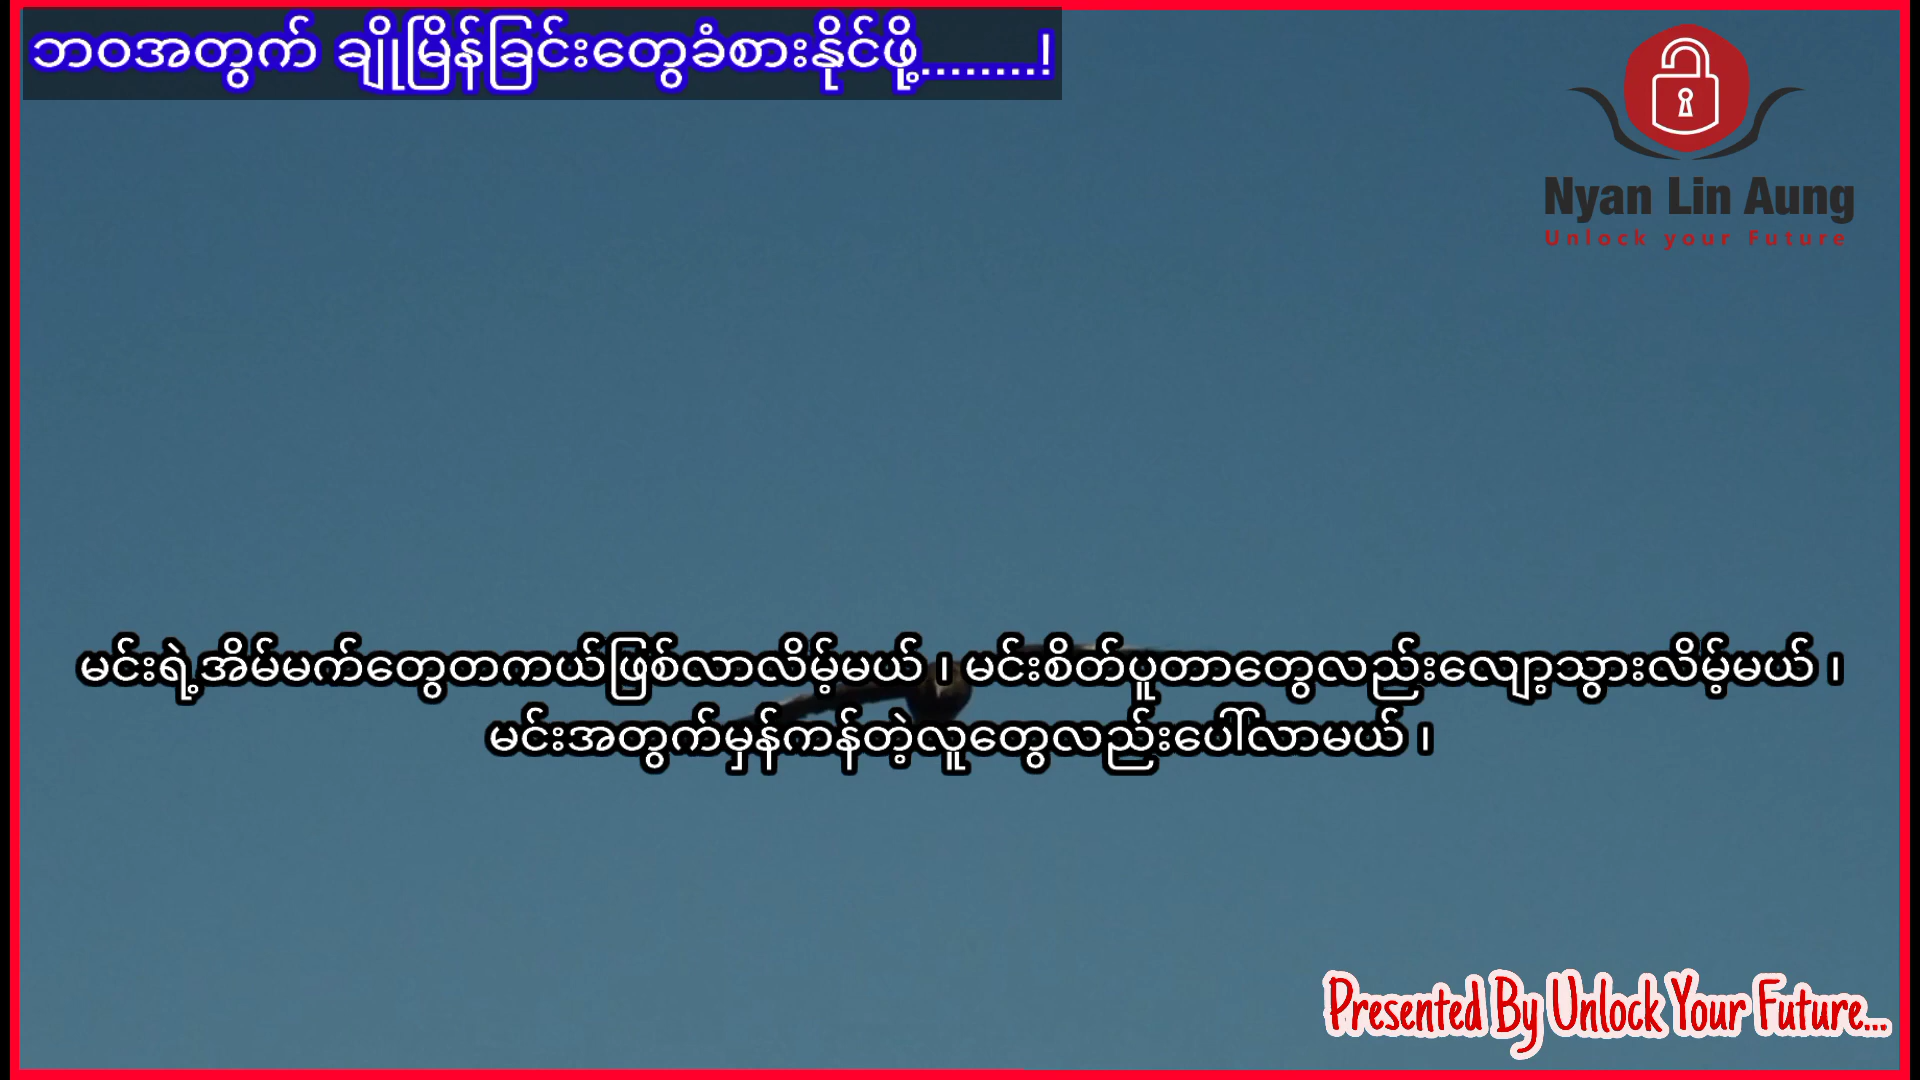 ဘဝအတွက် ချိုမြိန်ခြင်းတွေခံစားနိုင်ဖို့........!
Nyan Lin Aung
Unlock your Future
မင်းရဲ့အိမ်မက်တွေတကယ်ဖြစ်လာလိမ့်မယ် ၊ မင်းစိတ်ပူတာတွေလည်းလျော့သွားလိမ့်မယ် ၊
မင်းအတွက်မှန်ကန်တဲ့လူတွေလည်းပေါ်လာမယ် ၊
Presented By Unlock Your Future...